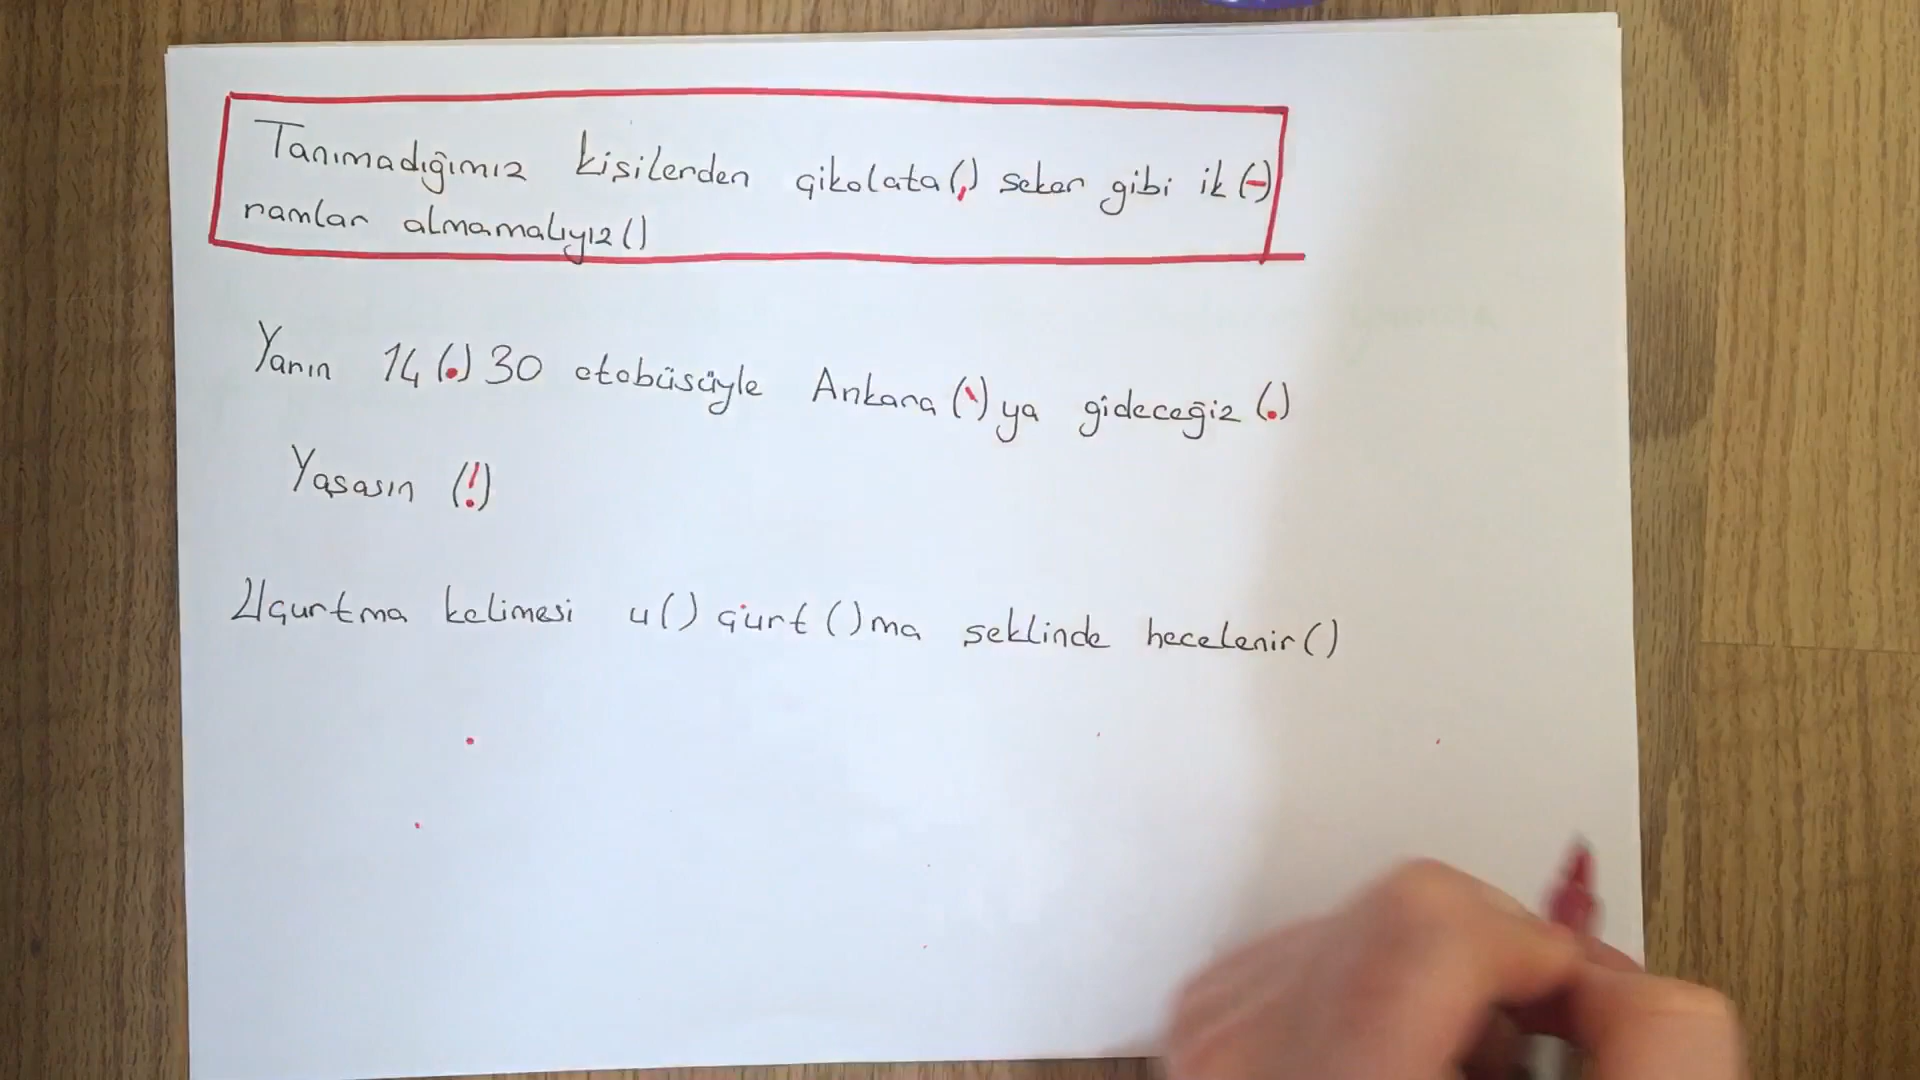 Tanımadığımız kişilerden çikolata(,) şeker gibi ik(-)
ramlar almamalıyız()
Yarın 14(.)30 otobüsüyle Ankara(')ya gideceğiz(.)
Yaşasın (!)
Uçurtma kelimesi u()çurt()ma şeklinde hecelenir()